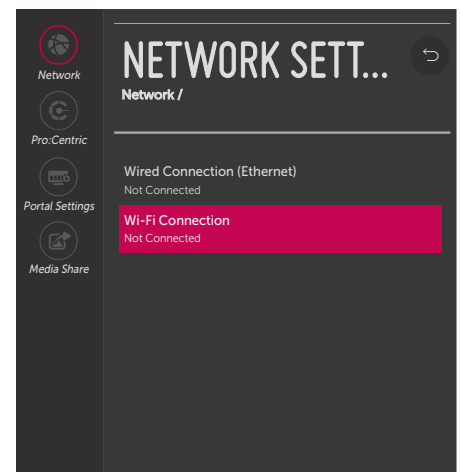 Network
Pro:Centric
Portal Settings
Media Share
NETWORK SETT...
Network /
Wired Connection (Ethernet)
Not Connected
Wi-Fi Connection
Not Connected